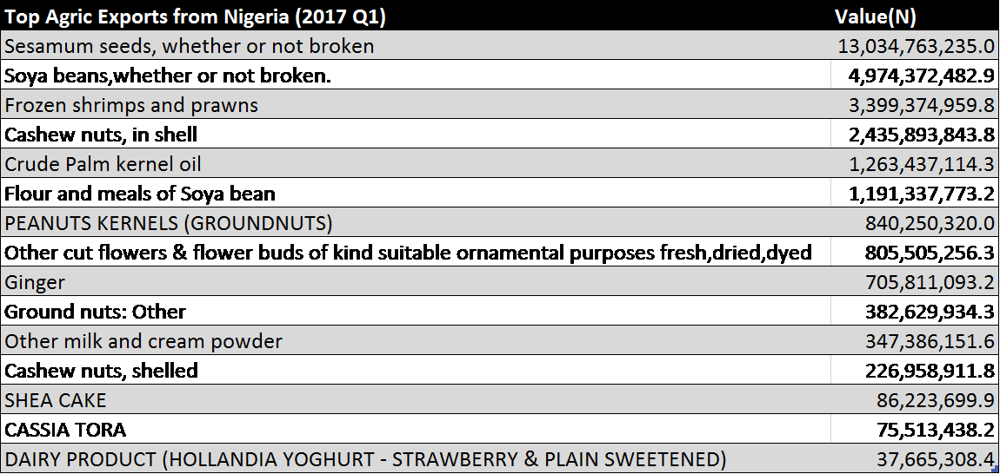 Top Agric Exports from Nigeria (2017 Q1) Value(N)
Sesamum seeds, whether or not broken 13,034,763,235.0
Soya beans,whether or not broken. 4,974,372,482.9
Frozen shrimps and prawns 3,399,374,959.8
Cashew nuts, in shell 2,435,893,843.8
Crude Palm kernel oil 1,263,437,114.3
Flour and meals of Soya bean 1,191,337,773.2
PEANUTS KERNELS (GROUNDNUTS) 840,250,320.0
Other cut flowers & flower buds of kind suitable ornamental purposes fresh,dried,dyed 805,505,256.3
Ginger 705,811,093.2
Ground nuts: Other 382,629,934.3
Other milk and cream powder 347,386,151.6
Cashew nuts, shelled 226,958,911.8
SHEA CAKE 86,223,699.9
CASSIA TORA 75,513,438.2
DAIRY PRODUCT (HOLLANDIA YOGHURT - STRAWBERRY & PLAIN SWEETENED) 37,665,308.4